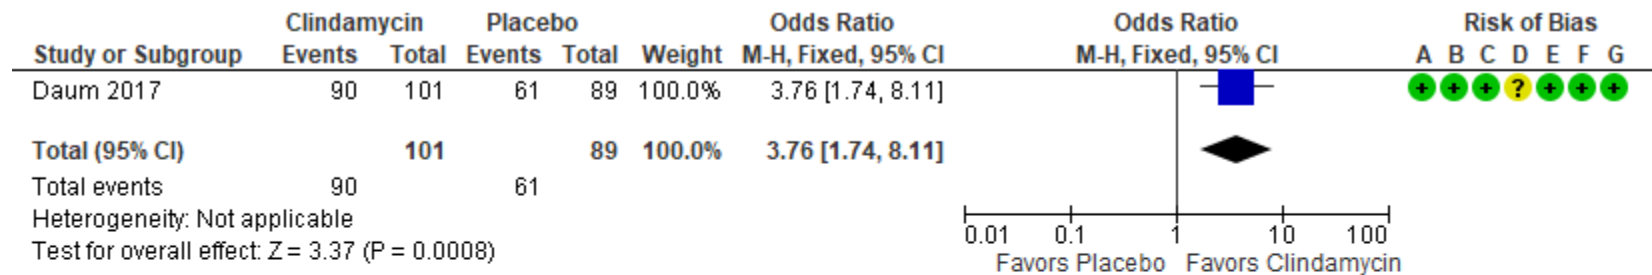 Clindamycin Placebo Odds Ratio Odds Ratio Risk of Bias
Study or Subgroup Events Total Events Total Weight M-H, Fixed, 95% CI M-H, Fixed, 95% CI A B C D E F G
Daum 2017 90 101 61 89 100.0% 3.76 [1.74, 8.11] + + + ? + + +
Total (95% CI) 101 89 100.0% 3.76 [1.74, 8.11]
Total events 90 61
Heterogeneity: Not applicable
Test for overall effect: Z = 3.37 (P = 0.0008)
0.01 0.1 1 10 100
Favors Placebo Favors Clindamycin